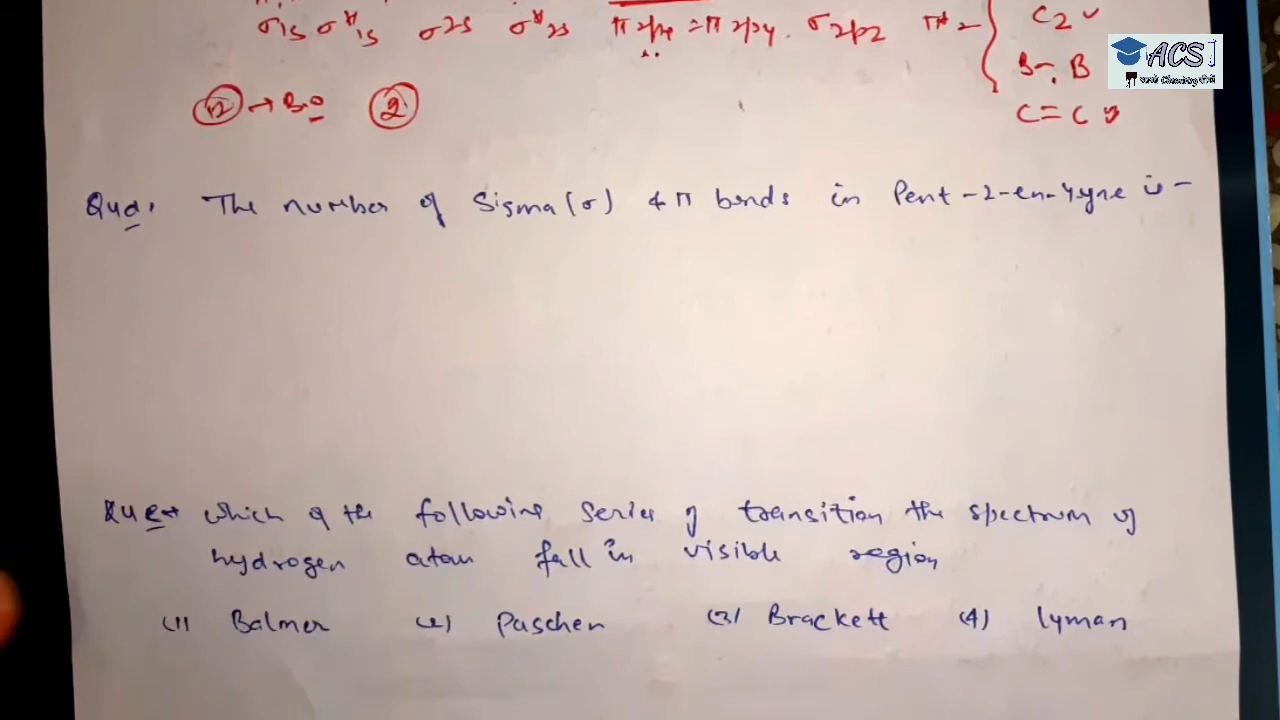 σ1s σ*1s σ2s σ*2s π2px = π2py . σ2pz π*2 C2
B – B
12 → B.O 2
C = C
ACS
Que. The number of Sigma (σ) & π bonds in Pent-2-en-4yne is –
Que→ which of the following series of transition the spectrum of
hydrogen atom fall in visible region
(1) Balmer (2) Paschen (3) Brackett (4) lyman